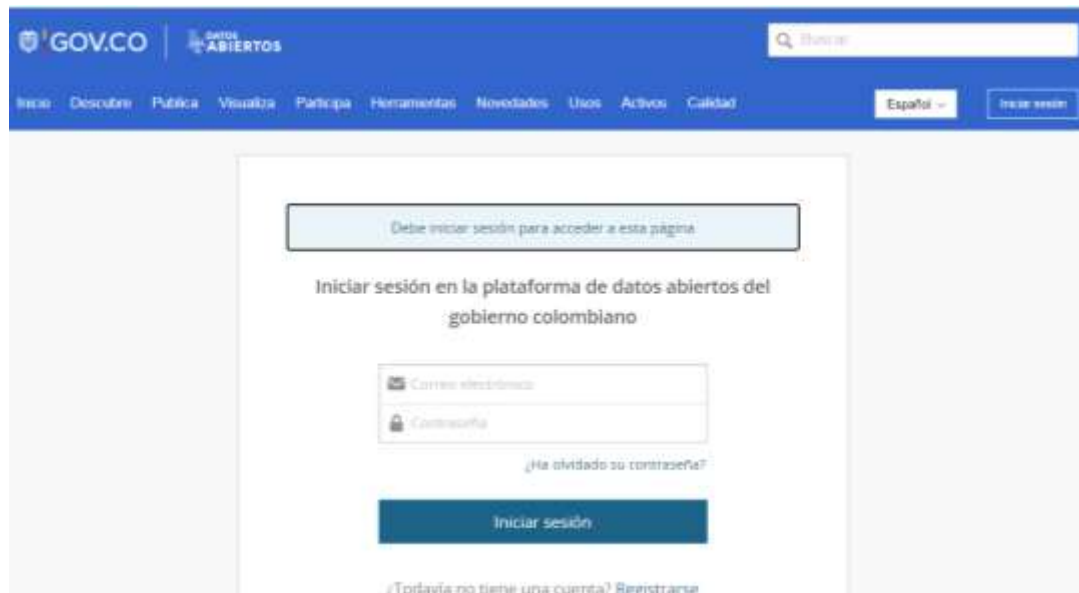 GOV.CO
DATOS ABIERTOS
Buscar
Inicio Descubre Publica Visualiza Participa Herramientas Novedades Usos Activos Calidad
Español
Iniciar sesión
Debe iniciar sesión para acceder a esta página
Iniciar sesión en la plataforma de datos abiertos del
gobierno colombiano
Correo electrónico
Contraseña
¿Ha olvidado su contraseña?
Iniciar sesión
¿Todavía no tiene una cuenta? Registrarse